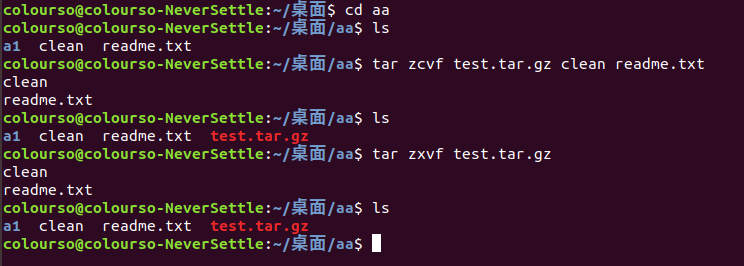 colourso@colourso-NeverSettle:~/桌面$ cd aa
colourso@colourso-NeverSettle:~/桌面/aa$ ls
a1  clean  readme.txt
colourso@colourso-NeverSettle:~/桌面/aa$ tar zcvf test.tar.gz clean readme.txt
clean
readme.txt
colourso@colourso-NeverSettle:~/桌面/aa$ ls
a1  clean  readme.txt  test.tar.gz
colourso@colourso-NeverSettle:~/桌面/aa$ tar zxvf test.tar.gz
clean
readme.txt
colourso@colourso-NeverSettle:~/桌面/aa$ ls
a1  clean  readme.txt  test.tar.gz
colourso@colourso-NeverSettle:~/桌面/aa$